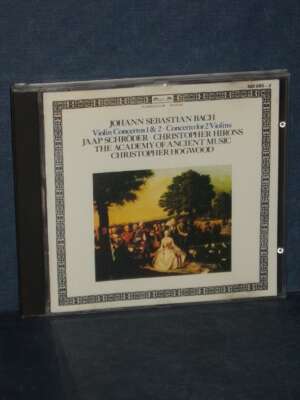 JOHANN SEBASTIAN BACH
Violin Concertos 1 & 2 · Concerto for 2 Violins
JAAP SCHRÖDER · CHRISTOPHER HIRONS
THE ACADEMY OF ANCIENT MUSIC
CHRISTOPHER HOGWOOD